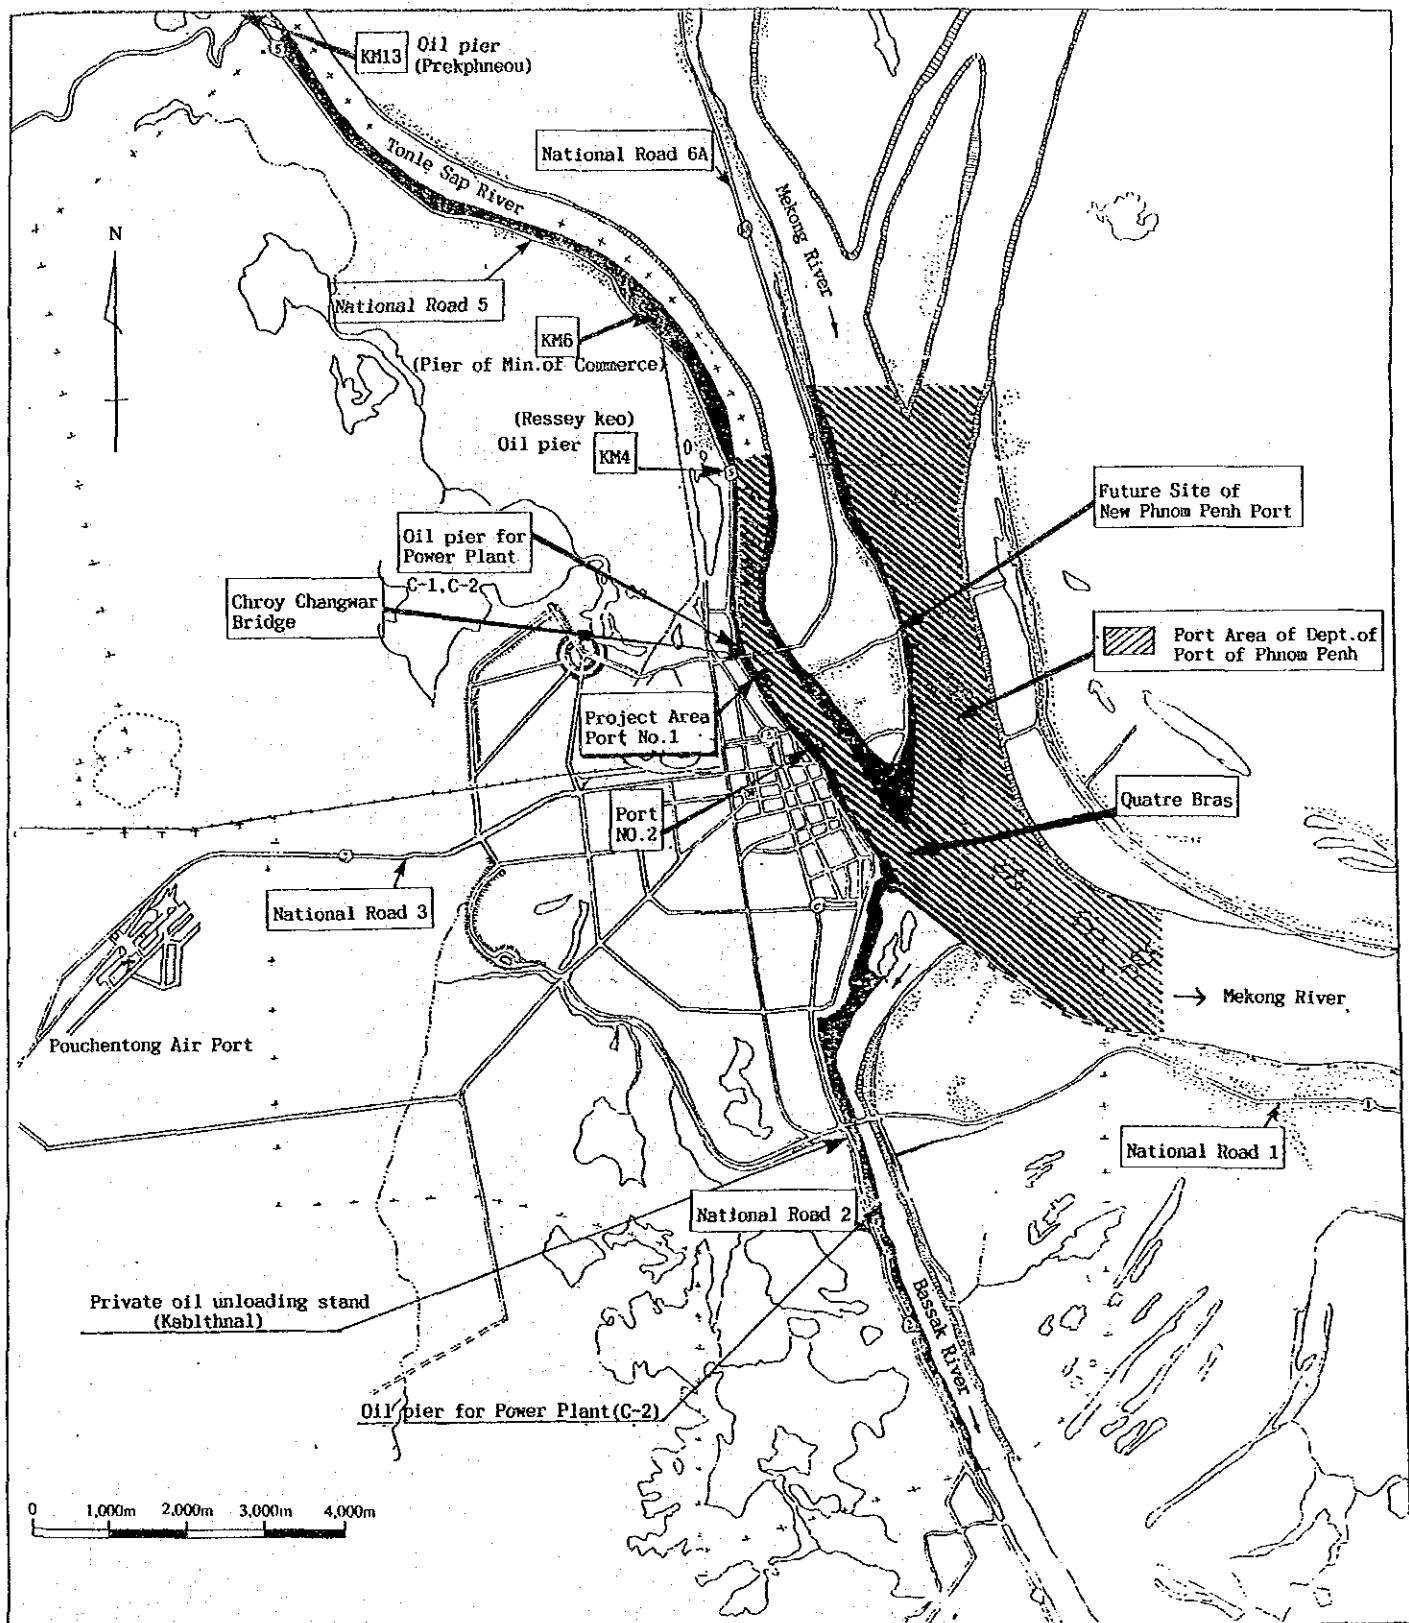 KM13
Oil pier
(Prekphneou)
Tonle Sap River
National Road 6A
Mekong River →
N
National Road 5
KM6
(Pier of Min.of Commerce)
(Ressey keo)
Oil pier
KM4
5
5
Future Site of
New Phnom Penh Port
Oil pier for
Power Plant
C-1,C-2
Chroy Changwar
Bridge
Port Area of Dept.of
Port of Phnom Penh
Project Area
Port No.1
Port
NO.2
Quatre Bras
National Road 3
→ Mekong River
Pouchentong Air Port
1
National Road 1
National Road 2
Private oil unloading stand
(Kablthnal)
Bassak River →
Oil pier for Power Plant(C-2)
0 1,000m 2,000m 3,000m 4,000m